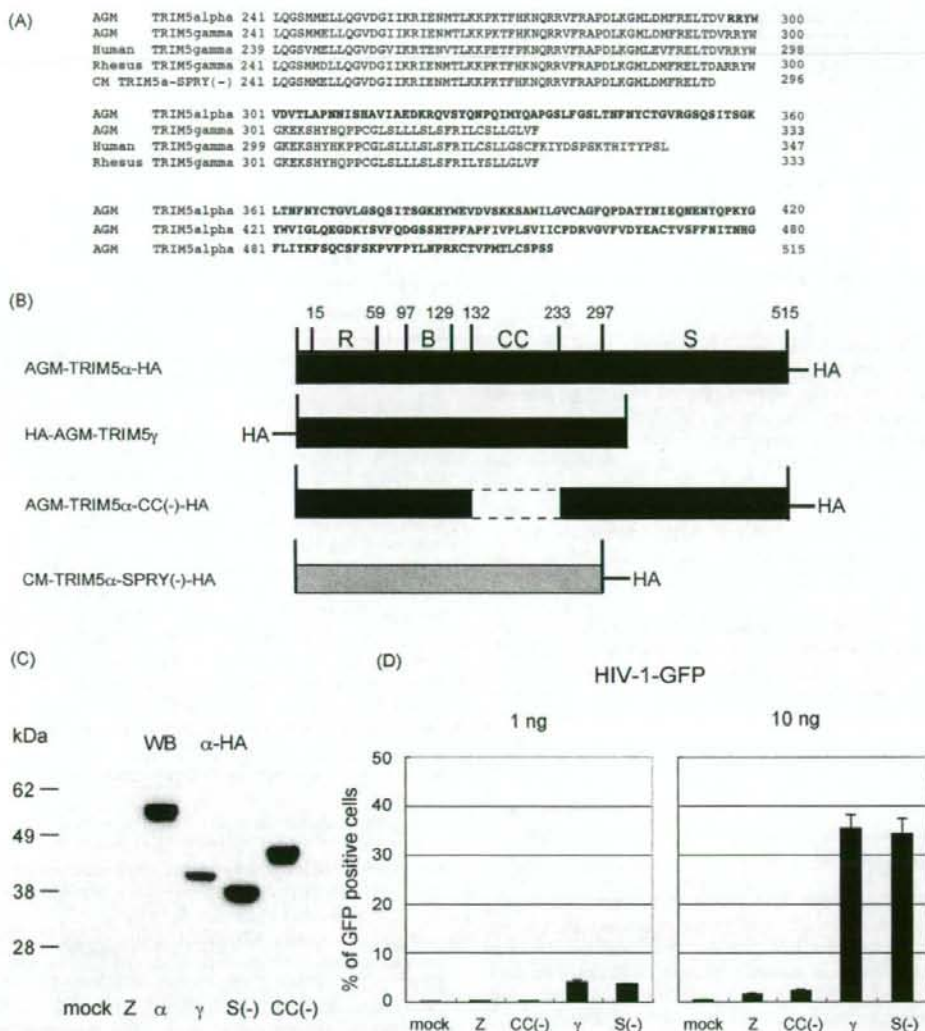 (A)
AGM TRIM5alpha 241 LQGSMMELLQGVDGIIKRIENMTLKKPKTFHKNQRRVFRAPDLKGMLDMFRELTDVRRYW 300
AGM TRIM5gamma 241 LQGSMMELLQGVDGIIKRIENMTLKKPKTFHKNQRRVFRAPDLKGMLDMFRELTDVRRYW 300
Human TRIM5gamma 239 LQGSVMELLQGVDGVIKRTENVTLKKPETFPKNQRRVFRAPDLKGMLEVFRELTDVRRYW 298
Rhesus TRIM5gamma 241 LQGSMMDLLQGVDGIIKRIENMTLKKPKTFHKNQRRVFRAPDLKGMLDMFRELTDARRYW 300
CM TRIM5a-SPRY(-) 241 LQGSMMELLQGVDGIIKRIENMTLKKPKTFHKNQRRVFRAPDLKGMLDMFRELTD 296
AGM TRIM5alpha 301 VDVTLAPNNISHAVIAEDKRQVSYQNPQIMYQAPGSLFGSLTNFNYCTGVRGSQSITSGK 360
AGM TRIM5gamma 301 GKEKSHYHQPPCGLSLLLSLSFRILCSLLGLVF 333
Human TRIM5gamma 299 GKEKSHYHKPPCGLSLLLSLSFRILCSLLGSCFKIYDSPSKTHITYPSL 347
Rhesus TRIM5gamma 301 GKEKSHYHQPPCGLSLLLSLSFRILYSLLGLVF 333
AGM TRIM5alpha 361 LTNFNYCTGVLGSQSITSGKHYWEVDVSKKSAWILGVCAGFQPDATYNIEQNENYQPKYG 420
AGM TRIM5alpha 421 YWVIGLQEGDKYSVFQDGSSHTPFAPFIVPLSVIICPDRVGVFVDYEACTVSFFNITNHG 480
AGM TRIM5alpha 481 FLIYKFSQCSFSKPVFPYLNPRKCTVPMTLCSPSS 515
(B)
15 59 97 129 132 233 297 515
R B CC S
AGM-TRIM5α-HA HA
HA-AGM-TRIM5γ HA
AGM-TRIM5α-CC(-)-HA HA
CM-TRIM5α-SPRY(-)-HA HA
(C)
kDa WB α-HA
62
49
38
28
mock Z α γ S(-) CC(-)
(D)
HIV-1-GFP
1 ng 10 ng
% of GFP positive cells
50
40
30
20
10
0
mock Z CC(-) γ S(-) mock Z CC(-) γ S(-)